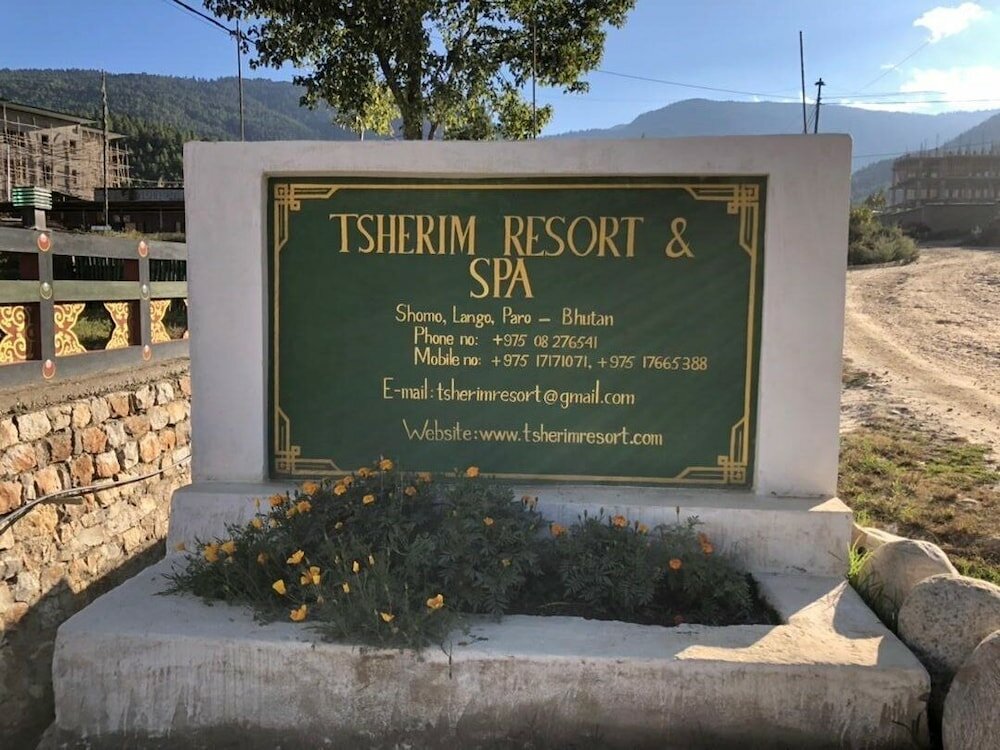 TSHERIM RESORT &
SPA
Shomo, Lango, Paro – Bhutan
Phone no: +975 08 276541
Mobile no: +975 17171071, +975 17665388
E-mail: tsherimresort@gmail.com
Website: www.tsherimresort.com